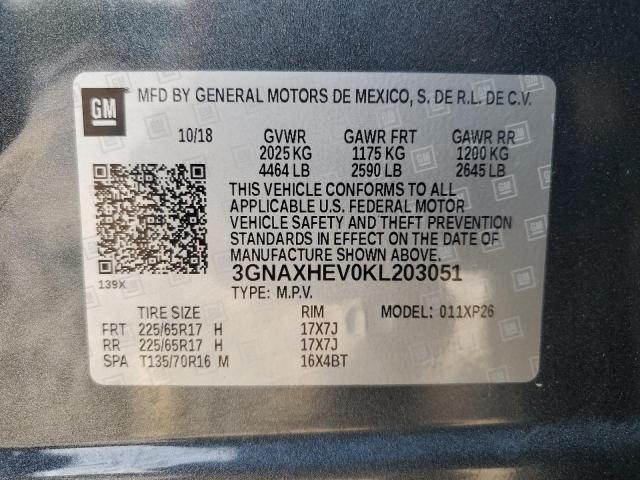 GM MFD BY GENERAL MOTORS DE MEXICO, S. DE R.L. DE C.V.
10/18 GVWR GAWR FRT GAWR RR
2025 KG 1175 KG 1200 KG
4464 LB 2590 LB 2645 LB
THIS VEHICLE CONFORMS TO ALL
APPLICABLE U.S. FEDERAL MOTOR
VEHICLE SAFETY AND THEFT PREVENTION
STANDARDS IN EFFECT ON THE DATE OF
MANUFACTURE SHOWN ABOVE.
3GNAXHEV0KL203051
139X TYPE: M.P.V.
TIRE SIZE RIM MODEL: 011XP26
FRT 225/65R17 H 17X7J
RR 225/65R17 H 17X7J
SPA T135/70R16 M 16X4BT